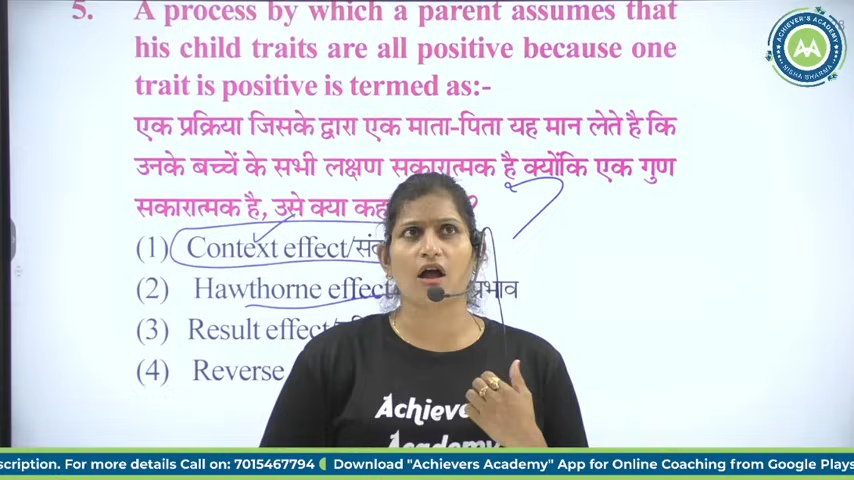 5. A process by which a parent assumes that
his child traits are all positive because one
trait is positive is termed as:-
एक प्रक्रिया जिसके द्वारा एक माता-पिता यह मान लेते है कि
उनके बच्चें के सभी लक्षण सकारात्मक है क्योंकि एक गुण
सकारात्मक है, उसे क्या
(1) Context effect/
(2) Hawthorne effect प्रभाव
(3) Result effect/
(4) Reverse
ACHIEVER'S ACADEMY
NISHA SHARMA
Academy
scription. For more details Call on: 7015467794 Download "Achievers Academy" App for Online Coaching from Google Plays